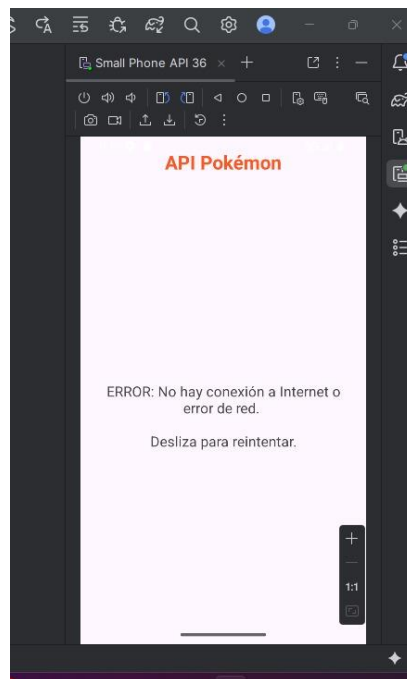 Small Phone API 36
API Pokémon
ERROR: No hay conexión a Internet o
error de red.
Desliza para reintentar.
1:1